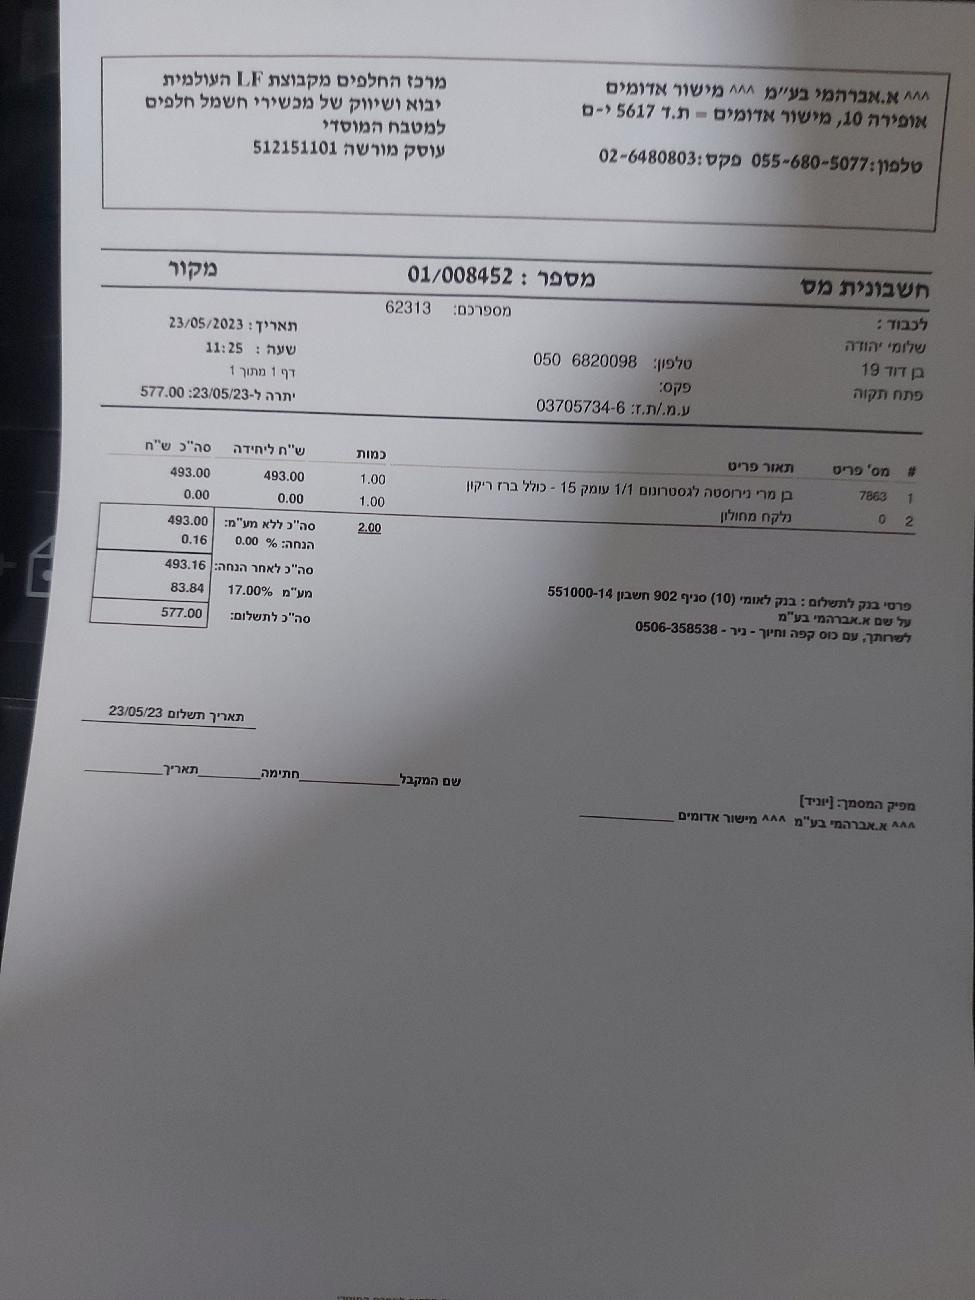 ^^^ א.אברהמי בע"מ ^^^ מישור אדומים
אופירה 10, מישור אדומים = ת.ד 5617 י-ם
טלפון:055-680-5077 פקס:02-6480803
מרכז החלפים מקבוצת LF העולמית
יבוא ושיווק של מכשירי חשמל חלפים
למטבח המוסדי
עוסק מורשה 512151101
חשבונית מס מספר : 01/008452 מקור
לכבוד : מספרכם: 62313 תאריך: 23/05/2023
שלומי יהודה טלפון: 050 6820098 שעה : 11:25
בן דוד 19 פקס: דף 1 מתוך 1
פתח תקוה ע.מ./ת.ז: 03705734-6 יתרה ל-23/05/23: 577.00
# מס' פריט תאור פריט כמות ש"ח ליחידה סה"כ ש"ח
1 7863 בן מרי נירוסטה לגסטרונום 1/1 עומק 15 - כולל ברז ריקון 1.00 493.00 493.00
2 0 נלקח מחולון 1.00 0.00 0.00
2.00 סה"כ ללא מע"מ: 493.00
הנחה: % 0.00 0.16
סה"כ לאחר הנחה: 493.16
מע"מ 17.00% 83.84
סה"כ לתשלום: 577.00
פרטי בנק לתשלום : בנק לאומי (10) סניף 902 חשבון 551000-14
על שם א.אברהמי בע"מ
לשרותך, עם כוס קפה וחיוך - ניר - 0506-358538
תאריך תשלום 23/05/23
שם המקבל__________חתימה________תאריך__________
מפיק המסמך: [יוניד]
^^^ א.אברהמי בע"מ ^^^ מישור אדומים ____________